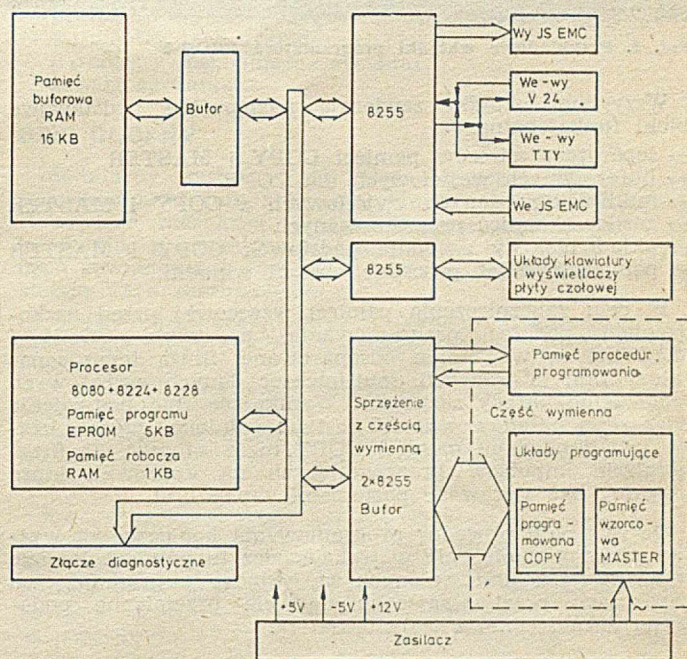 Pamięć
buforowa
RAM
16 KB
Bufor
8255
Wy JS EMC
We-wy
V 24
We-wy
TTY
We JS EMC
8255
Układy klawiatury
i wyświetlaczy
płyty czołowej
Procesor
8080+8224+ 8228
Pamięć programu
EPROM 5KB
Pamięć robocza
RAM 1KB
Sprzężenie
z częścią
wymienną
2×8255
Bufor
Pamięć procedur
programowania
Część wymienna
Układy programujące
Pamięć
progra-
mowana
COPY
Pamięć
wzorco-
wa
MASTER
Złącze diagnostyczne
+5V
-5V
+12V
~
Zasilacz